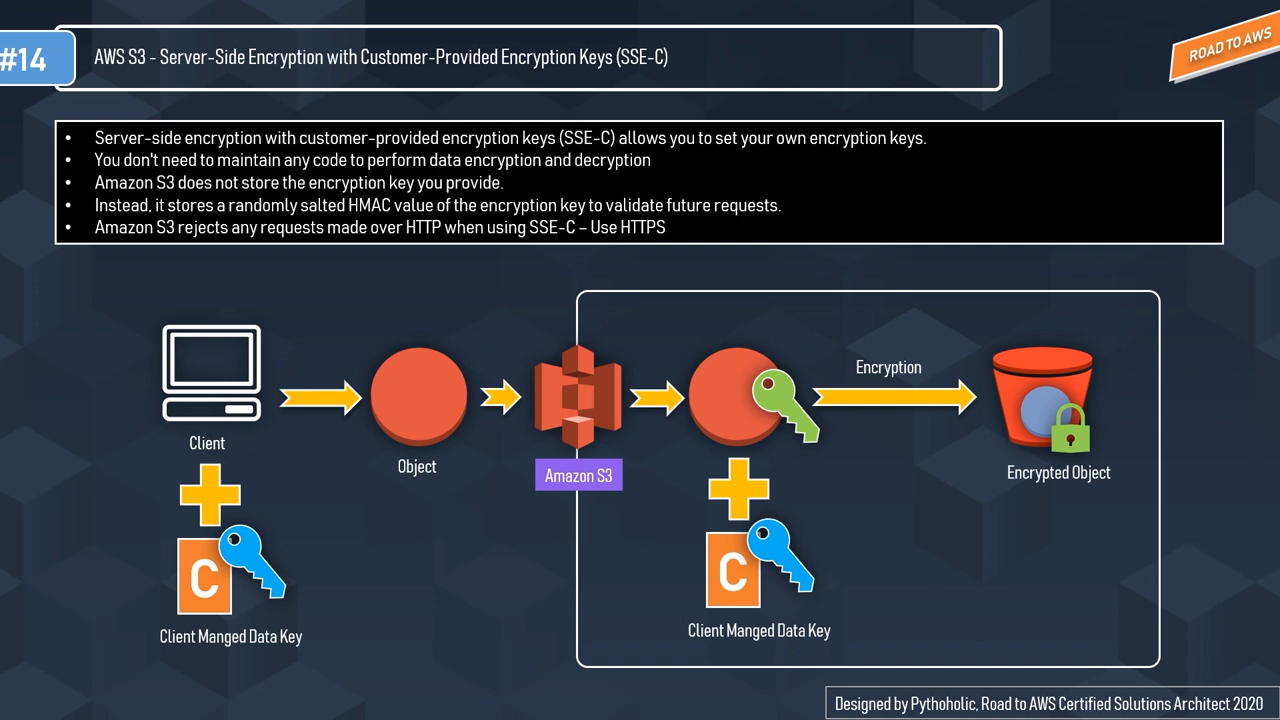 #14
AWS S3 - Server-Side Encryption with Customer-Provided Encryption Keys (SSE-C)
ROAD TO AWS
• Server-side encryption with customer-provided encryption keys (SSE-C) allows you to set your own encryption keys.
• You don't need to maintain any code to perform data encryption and decryption
• Amazon S3 does not store the encryption key you provide.
• Instead, it stores a randomly salted HMAC value of the encryption key to validate future requests.
• Amazon S3 rejects any requests made over HTTP when using SSE-C – Use HTTPS
Encryption
Client
Object
Amazon S3
Encrypted Object
C
C
Client Manged Data Key
Client Manged Data Key
Designed by Pythoholic, Road to AWS Certified Solutions Architect 2020